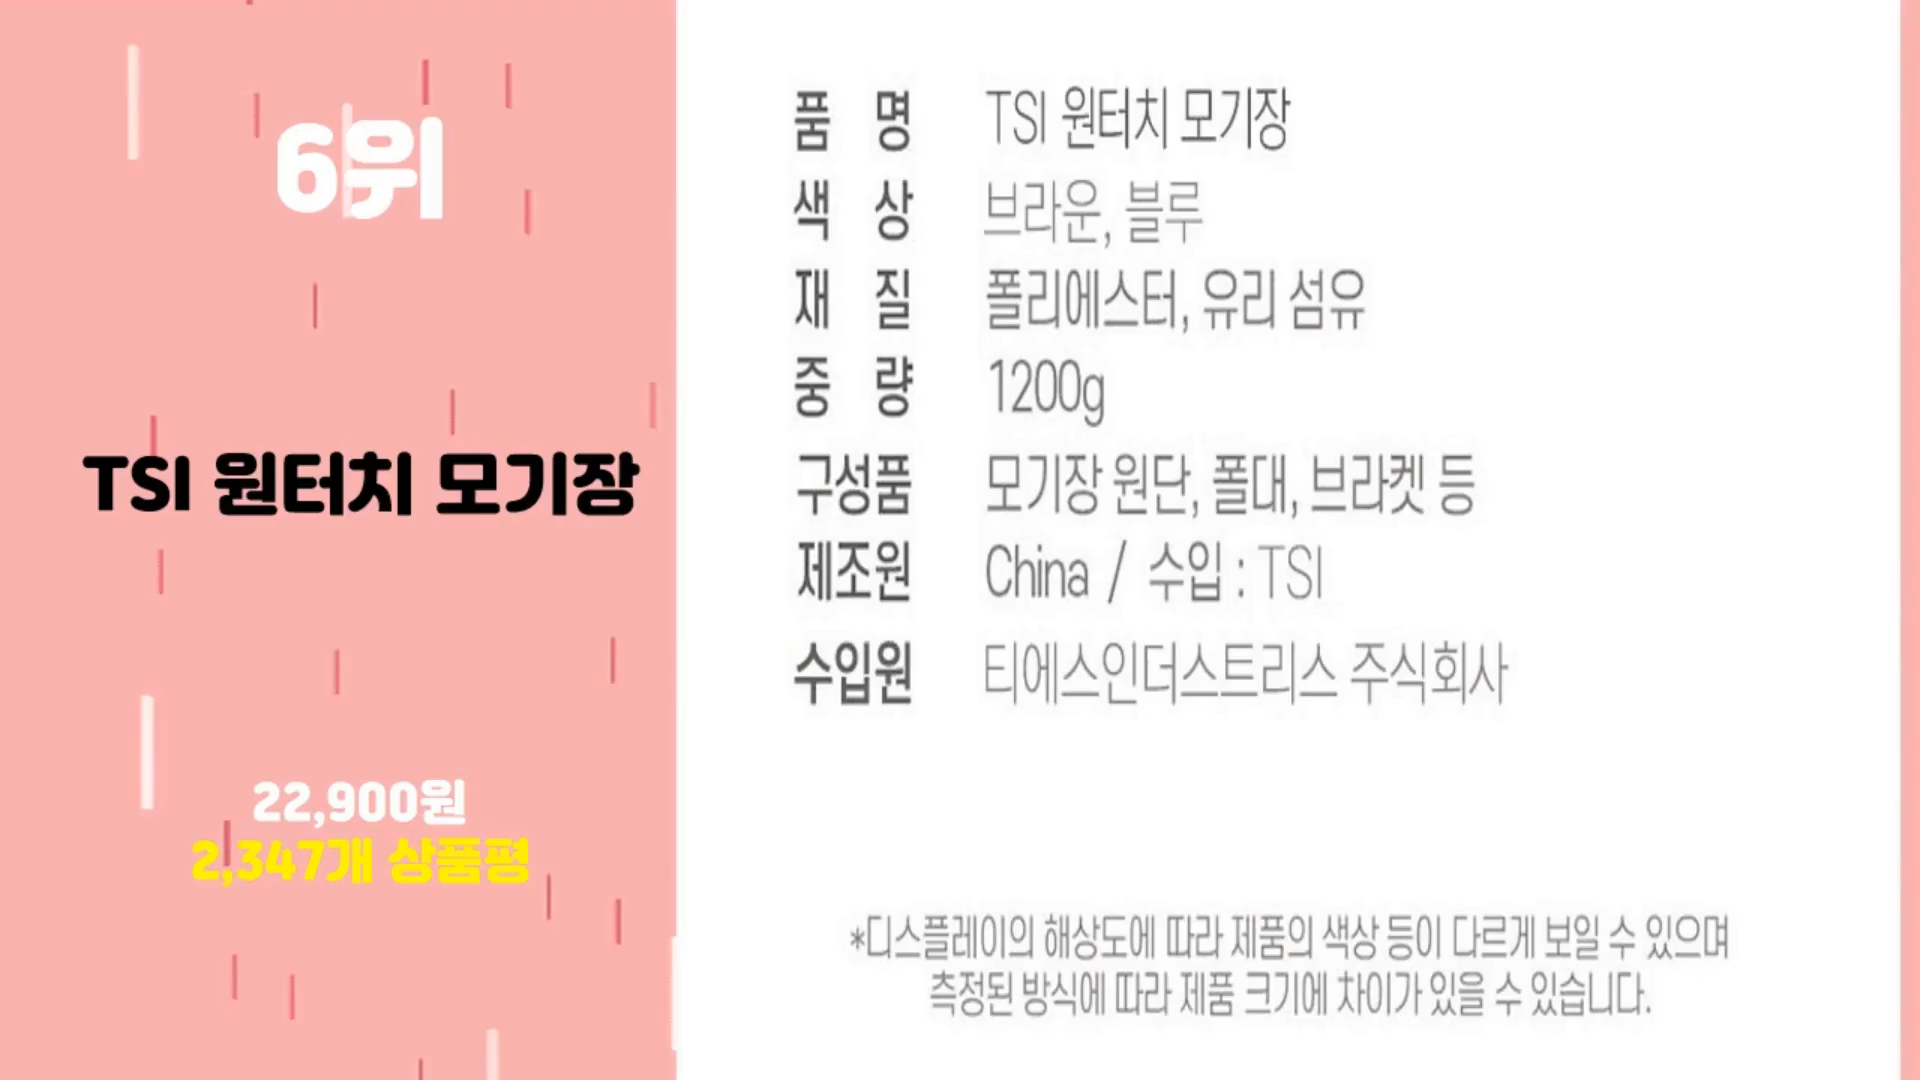 6위
TSI 원터치 모기장
22,900원
2,347개 상품평
품 명 TSI 원터치 모기장
색 상 브라운, 블루
재 질 폴리에스터, 유리 섬유
중 량 1200g
구성품 모기장 원단, 폴대, 브라켓 등
제조원 China / 수입 : TSI
수입원 티에스인더스트리스 주식회사
*디스플레이의 해상도에 따라 제품의 색상 등이 다르게 보일 수 있으며
측정된 방식에 따라 제품 크기에 차이가 있을 수 있습니다.